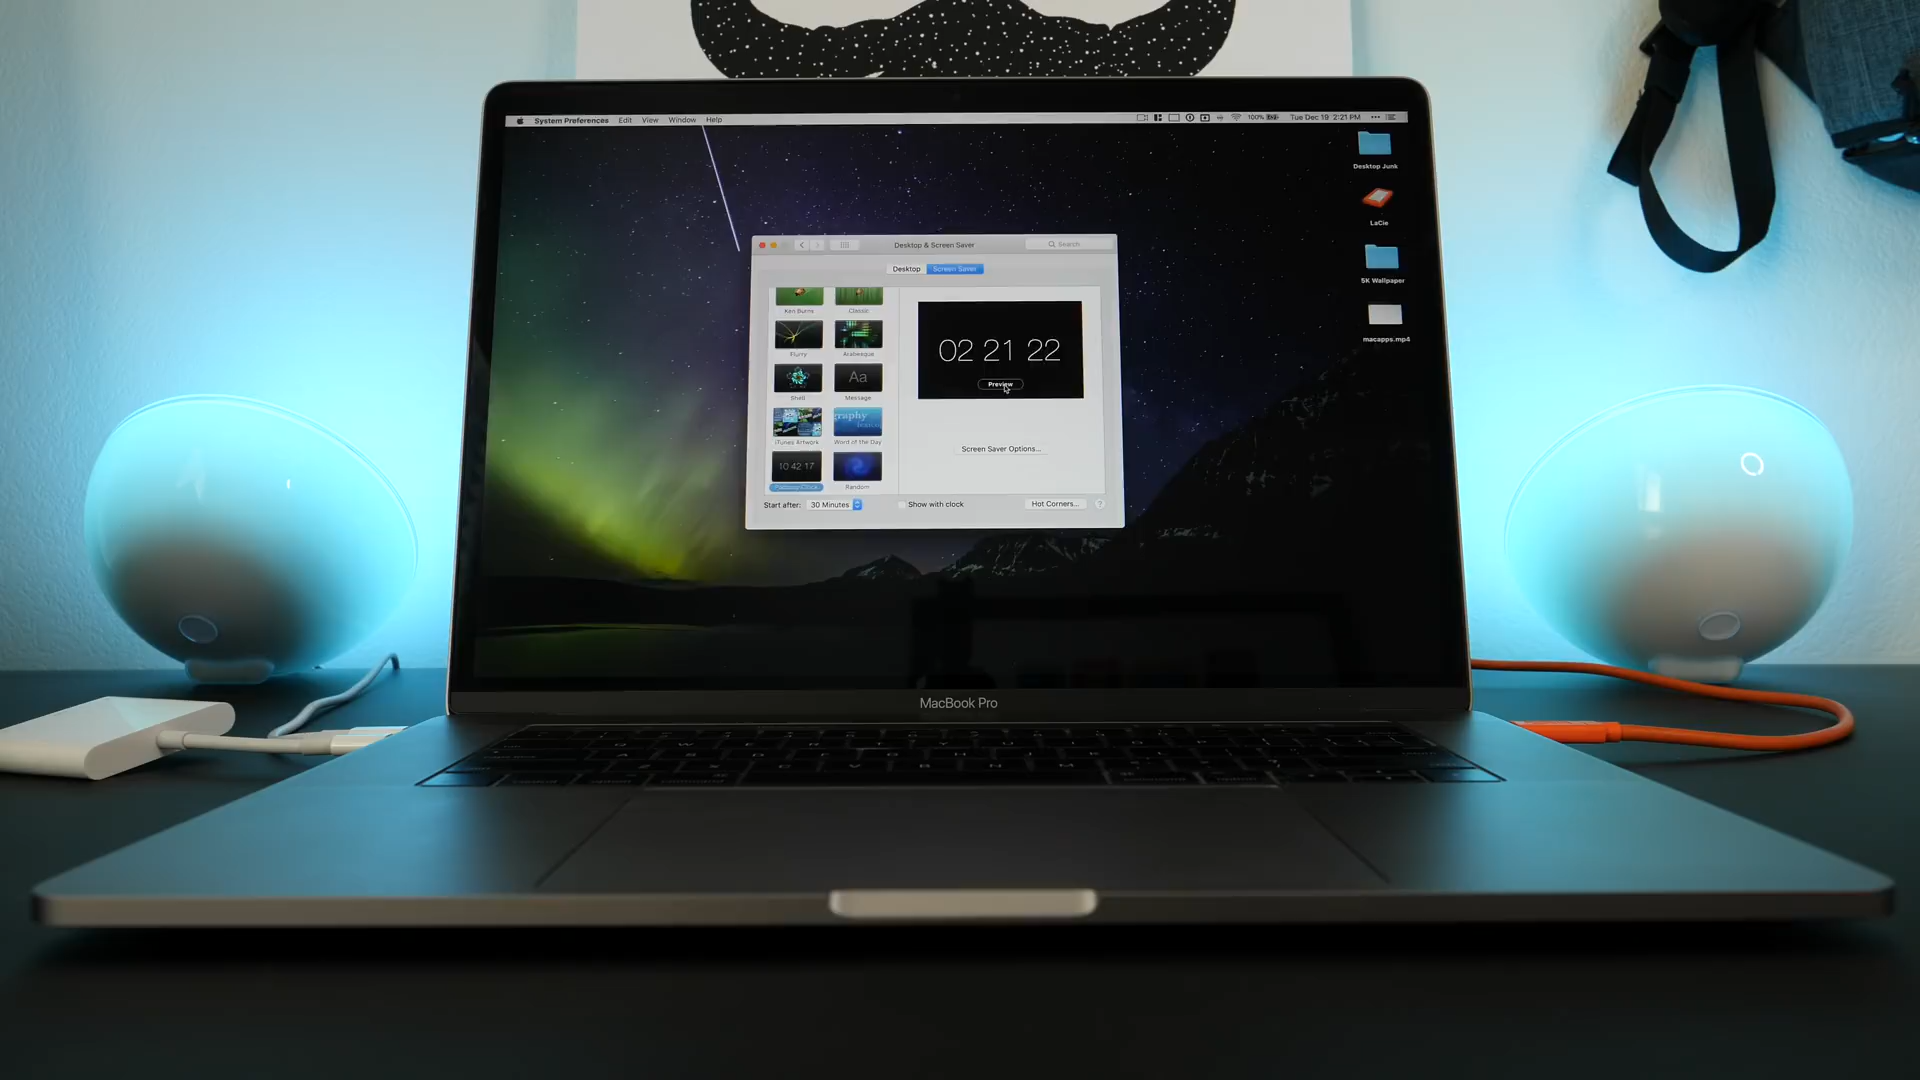 System Preferences Edit View Window Help 100% Tue Dec 19 2:21 PM
Desktop Junk
LaCie
5K Wallpaper
macapps.mp4
Desktop & Screen Saver Search
Desktop Screen Saver
Ken Burns Classic
Flurry Arabesque
Aa
Shell Message
iTunes Artwork Word of the Day
10 42 17
Random
02 21 22
Preview
Screen Saver Options...
Start after: 30 Minutes Show with clock Hot Corners... ?
MacBook Pro